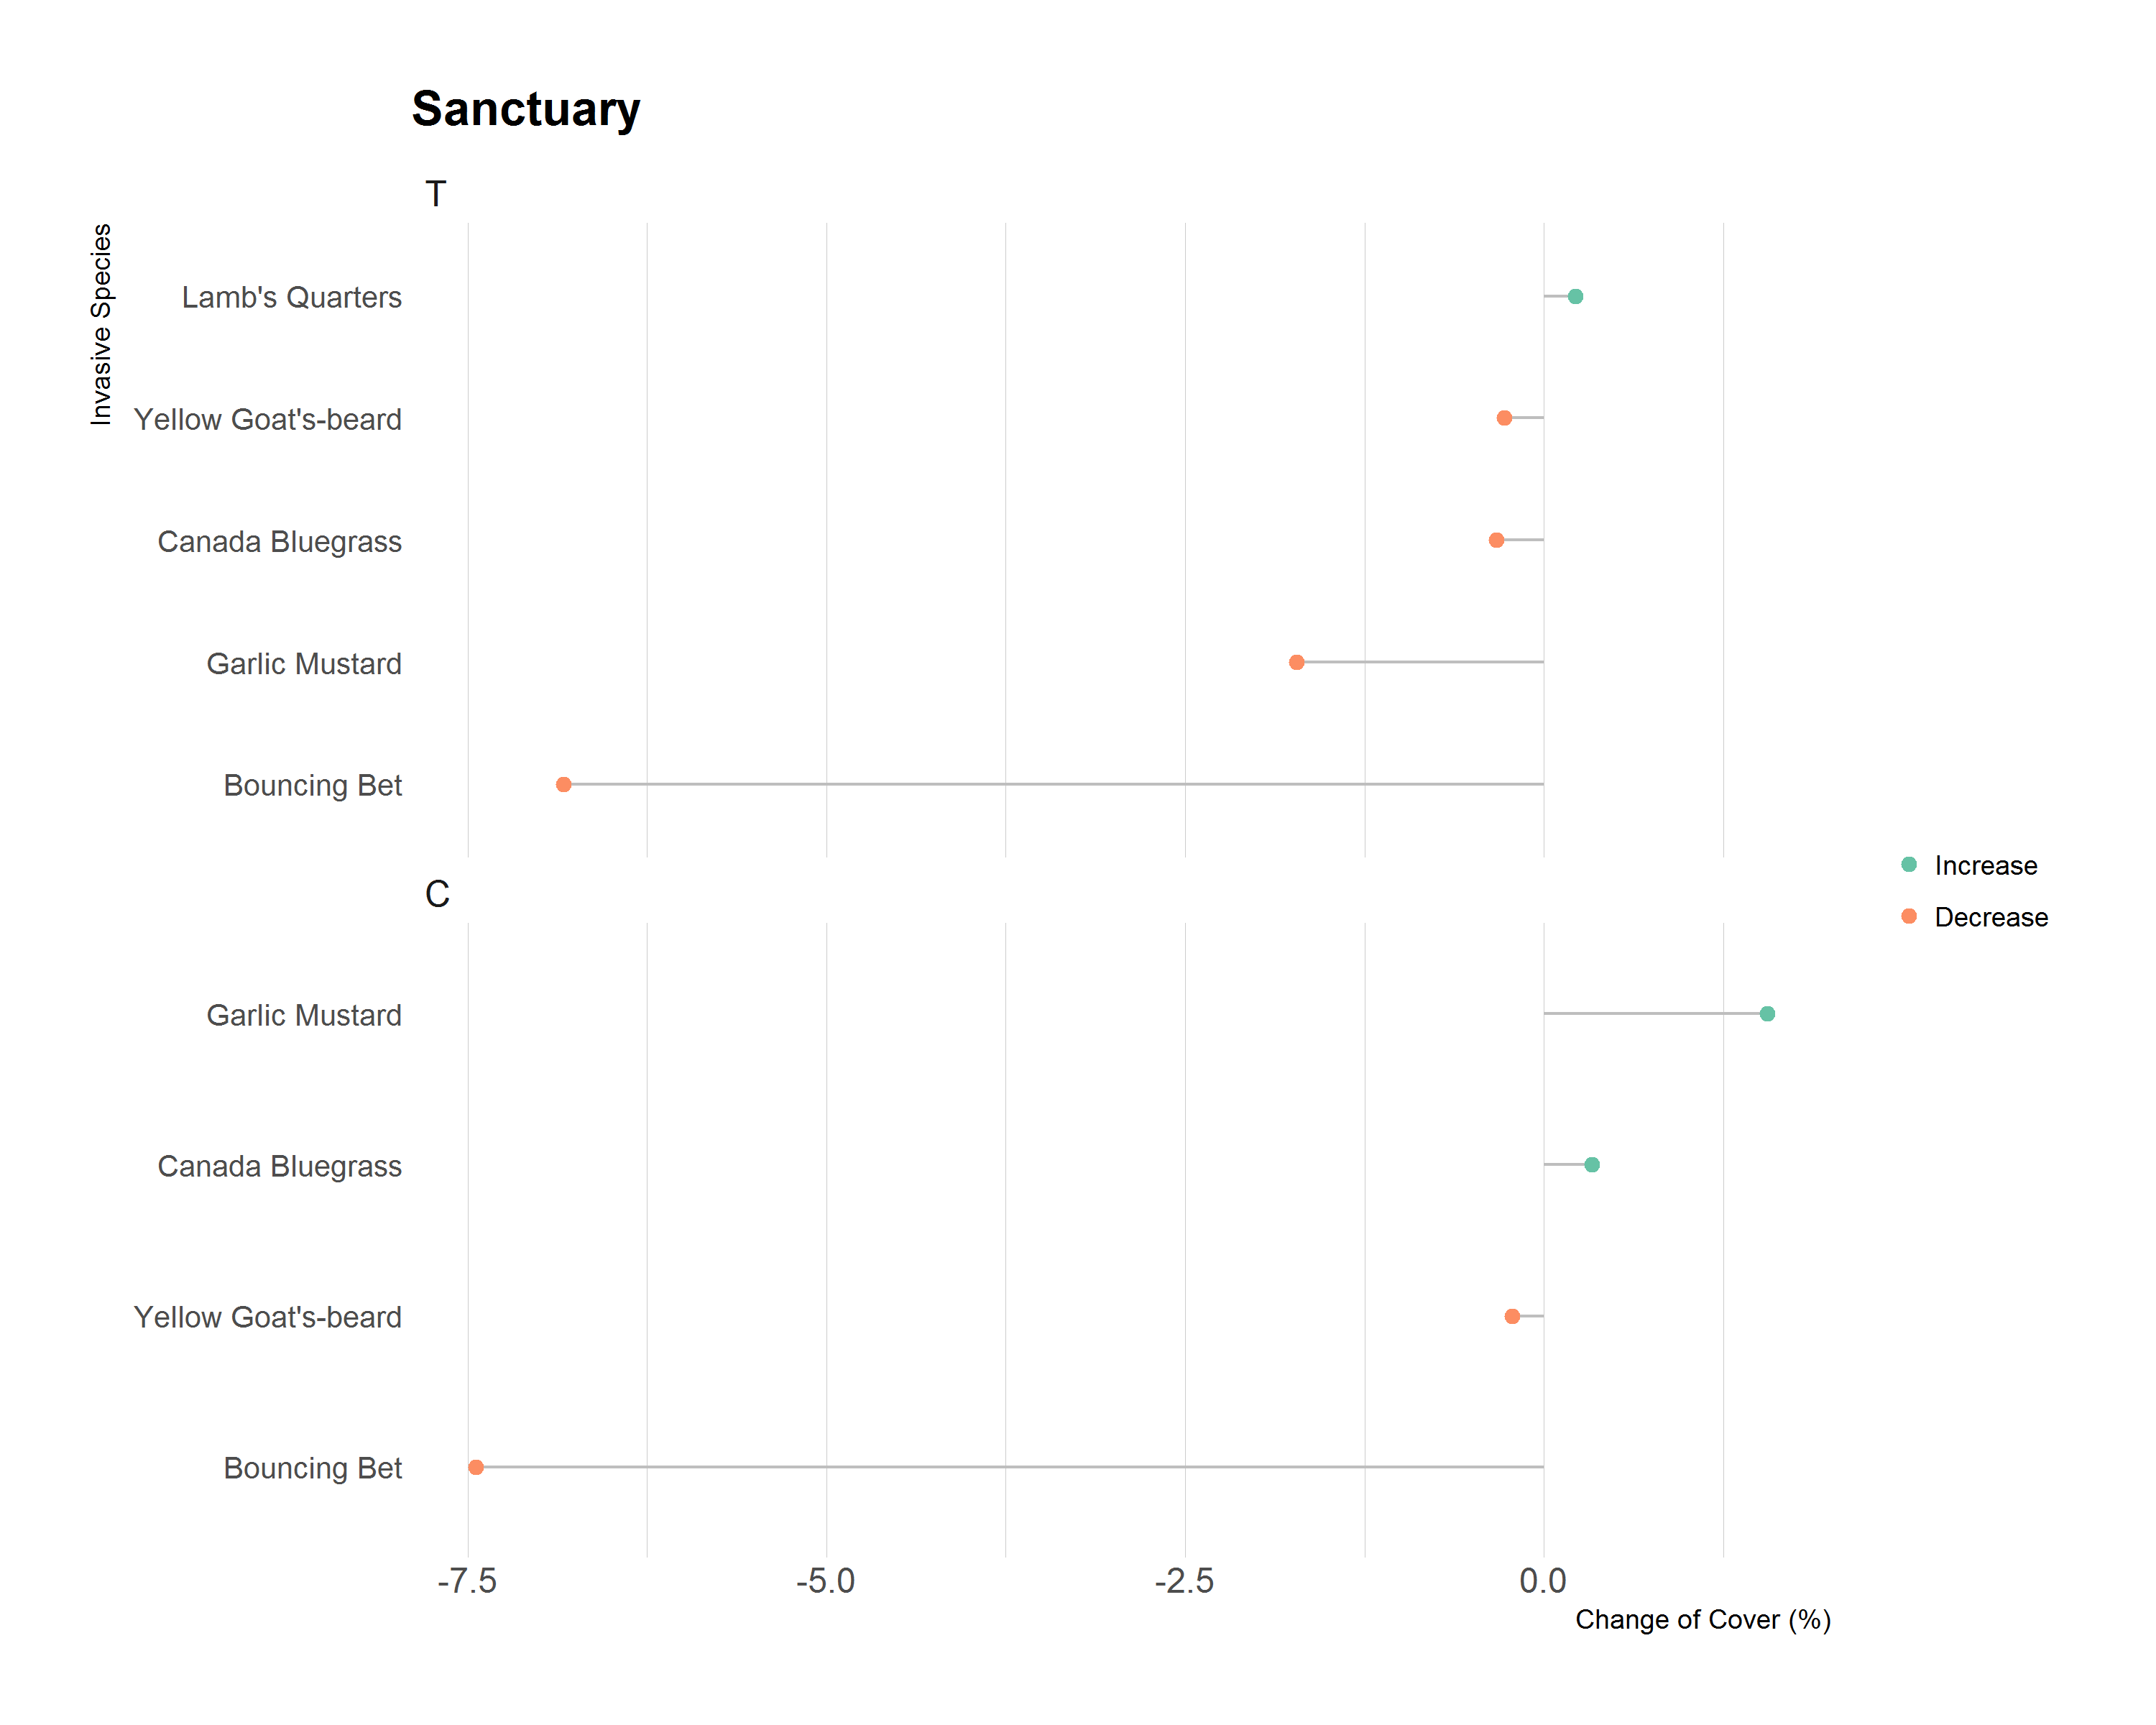 Sanctuary
T
Invasive Species
Lamb's Quarters
Yellow Goat's-beard
Canada Bluegrass
Garlic Mustard
Bouncing Bet
Increase
Decrease
C
Garlic Mustard
Canada Bluegrass
Yellow Goat's-beard
Bouncing Bet
-7.5 -5.0 -2.5 0.0
Change of Cover (%)